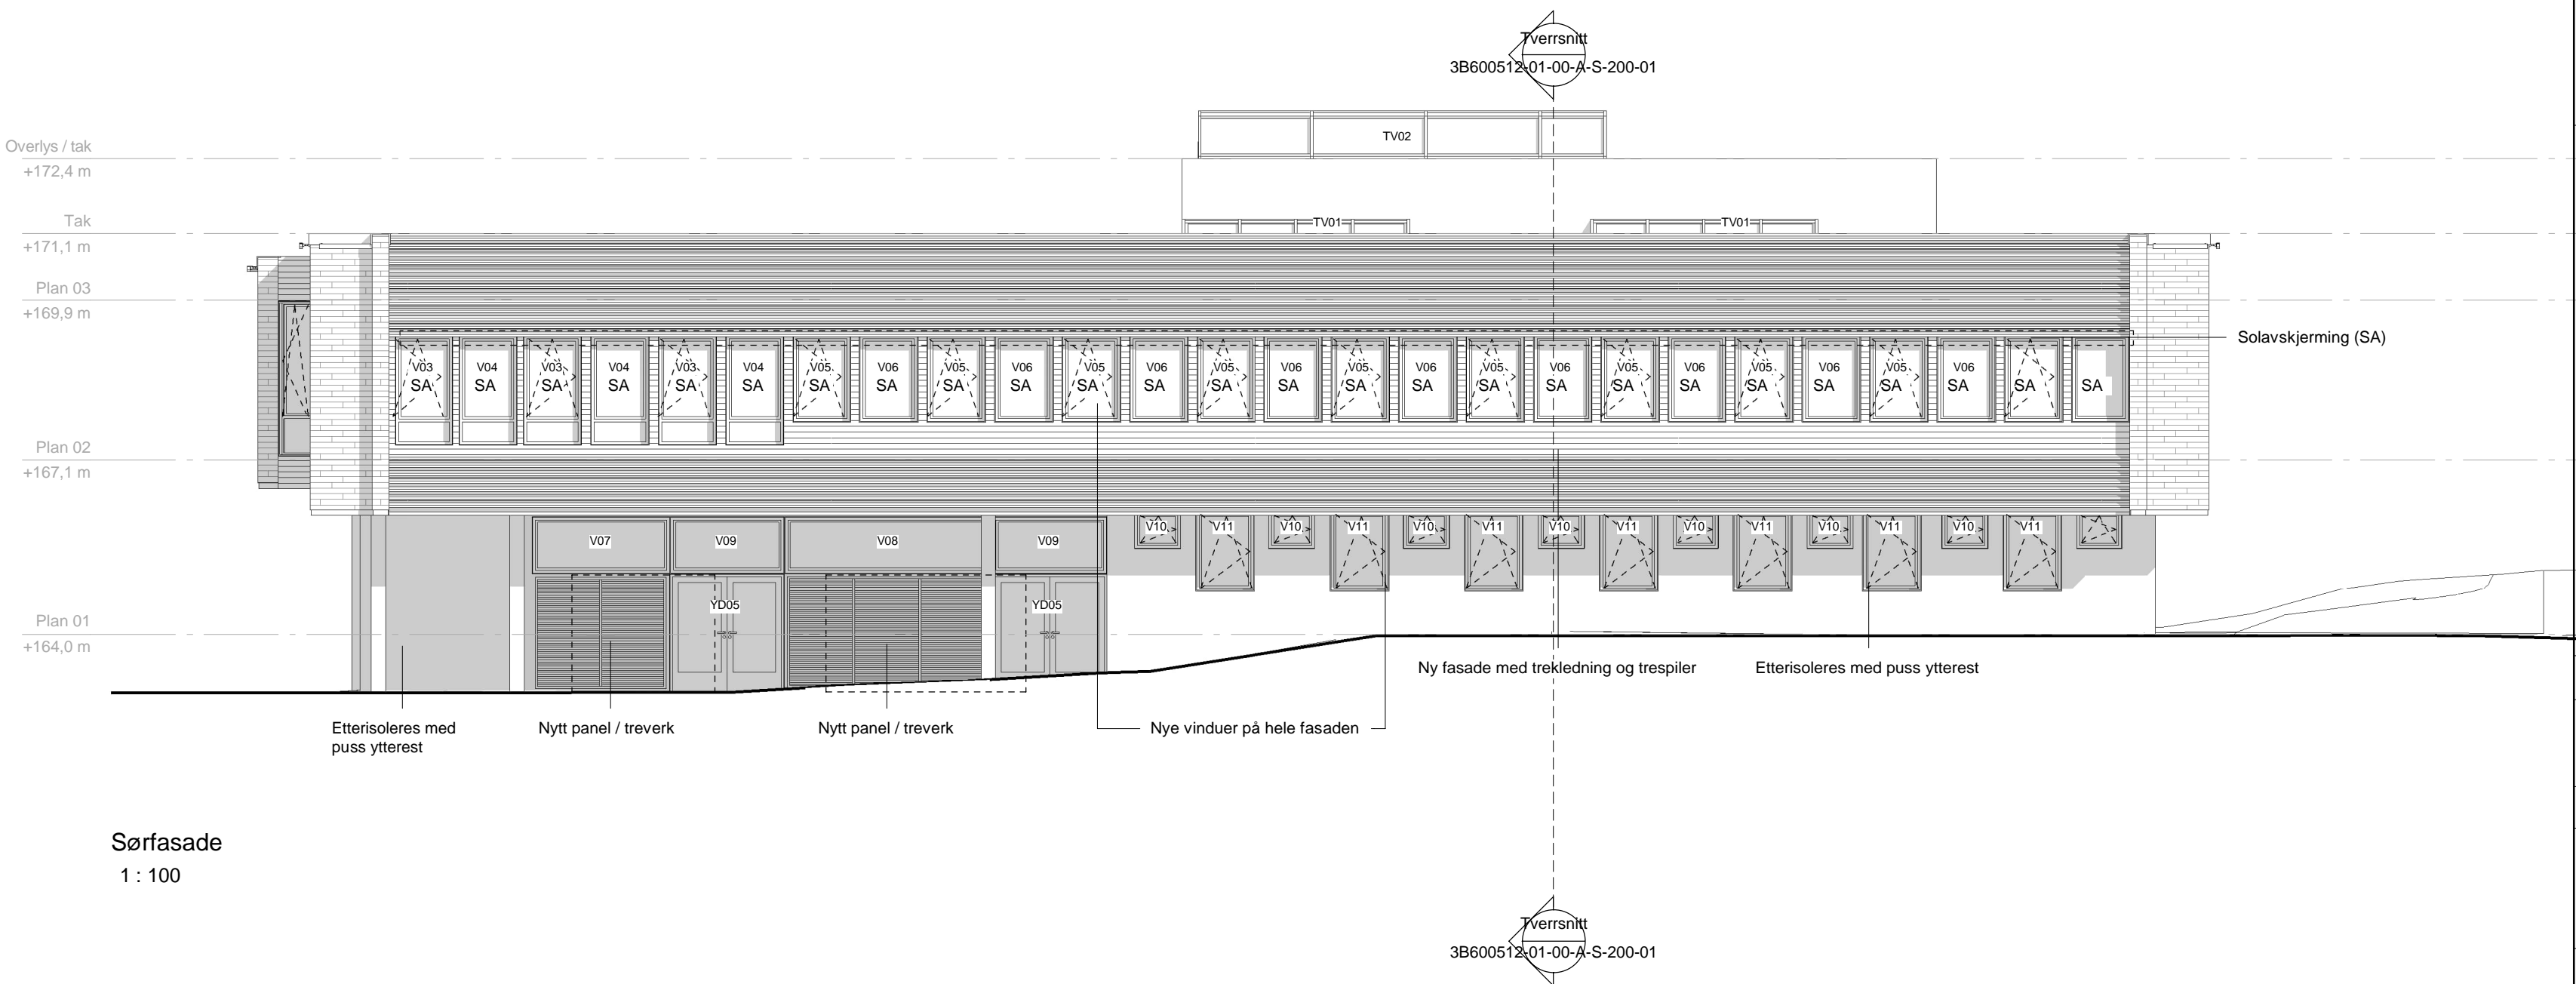 Tverrsnitt
3B600512-01-00-A-S-200-01
TV02
Overlys / tak
+172,4 m
Tak
+171,1 m
TV01 TV01
Plan 03
+169,9 m
Solavskjerming (SA)
V03 V04 V03 V04 V03 V04 V05 V06 V05 V06 V05 V06 V05 V06 V05 V06 V05 V06 V05 V06 V05 V06 V05 V06
SA SA SA SA SA SA SA SA SA SA SA SA SA SA SA SA SA SA SA SA SA SA SA SA SA SA
Plan 02
+167,1 m
V10 V11 V10 V11 V10 V11 V10 V11 V10 V11 V10 V11 V10 V11
V07 V09 V08 V09
YD05 YD05
Plan 01
+164,0 m
Ny fasade med trekledning og trespiler Etterisoleres med puss ytterest
Etterisoleres med
puss ytterest
Nytt panel / treverk Nytt panel / treverk Nye vinduer på hele fasaden
Sørfasade
1 : 100
Tverrsnitt
3B600512-01-00-A-S-200-01